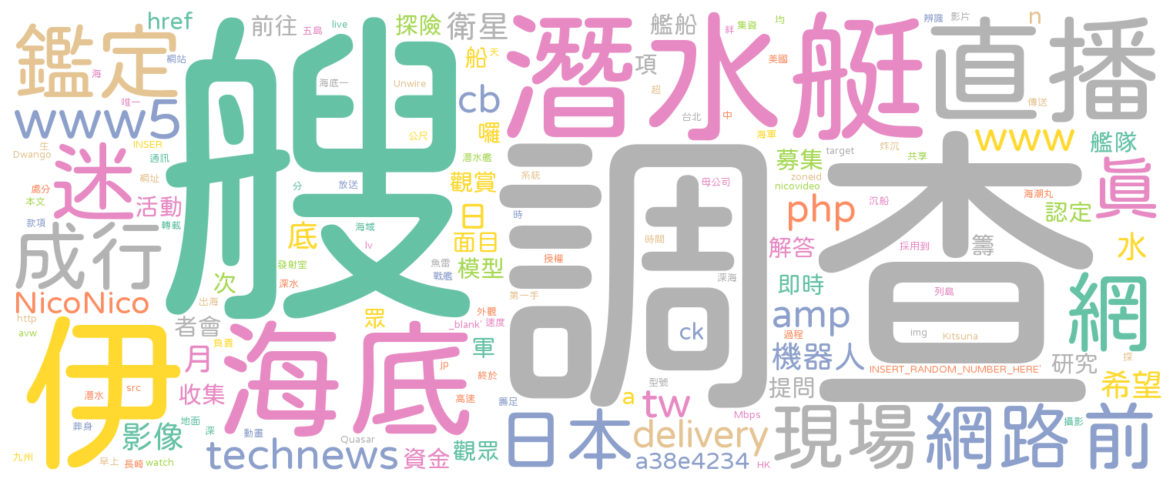 href
前往
五島
live
探險
衛星
艦船
集資
祥
均
辨識
影片
n
鑑定
網站
海
唯一
艘
海底一
船
天
Unwire
潛水艇
項
超
美國
直播
傳送
www5
cb
囉
公尺
台北
中
海軍
炸沉
www
艦隊
生
Dwango
INSER
通訊
網址
迷
處分
本文
活動
款項
轉載
潛水艦
觀賞
系統
調查
母公司
募集
target
共享
zoneid
nicovideo
沉船
海潮丸
認定
眞
分
放送
日
時
php
底
海域
面目
時間
解答
採用到
籌
水
成行
lv
授權
模型
發射室
魚雷
戰艦
次
深水
深海
即時
列島
網
NicoNico
出海
第一手
http
眾
外觀
_blank'
速度
amp
img
Kitsuna
avw
者會
負責
ck
過程
機器人
探
伊
海底
月
軍
jp
終於
INSERT_RANDOM_NUMBER_HERE'
研究
src
潛水
收集
高速
型號
提問
希望
葬身
影像
地面
深
動畫
壽足
a
tw
Mbps
攝影
九州
早上
長崎
watch
technews
Quasar
資金
觀眾
日本
delivery
a38e4234
HK
現場
網路
前